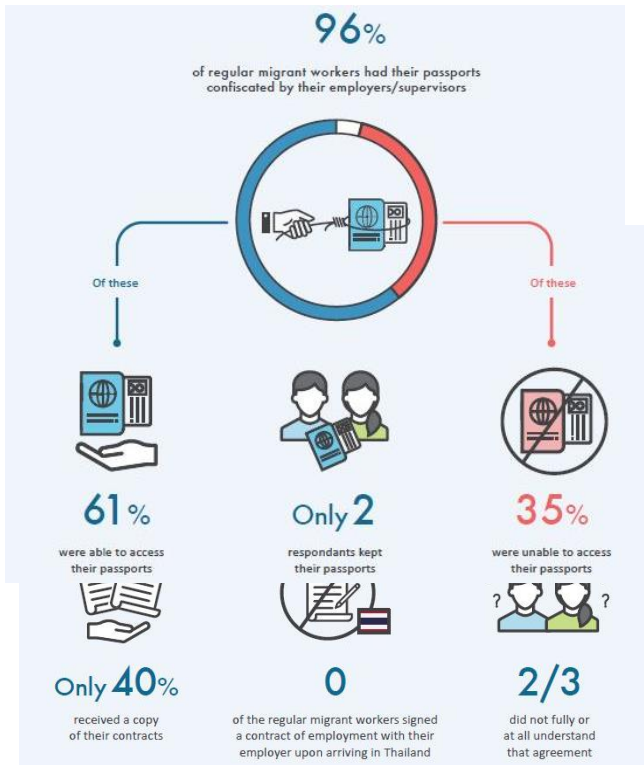 96%
of regular migrant workers had their passports
confiscated by their employers/supervisors
Of these
Of these
61%
were able to access
their passports
Only 2
respondants kept
their passports
35%
were unable to access
their passports
? ?
Only 40%
received a copy
of their contracts
0
of the regular migrant workers signed
a contract of employment with their
employer upon arriving in Thailand
2/3
did not fully or
at all understand
that agreement